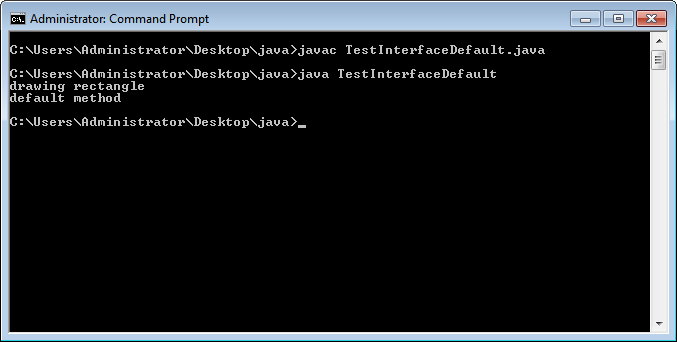 Administrator: Command Prompt
C:\Users\Administrator\Desktop\java>javac TestInterfaceDefault.java
C:\Users\Administrator\Desktop\java>java TestInterfaceDefault
drawing rectangle
default method
C:\Users\Administrator\Desktop\java>_